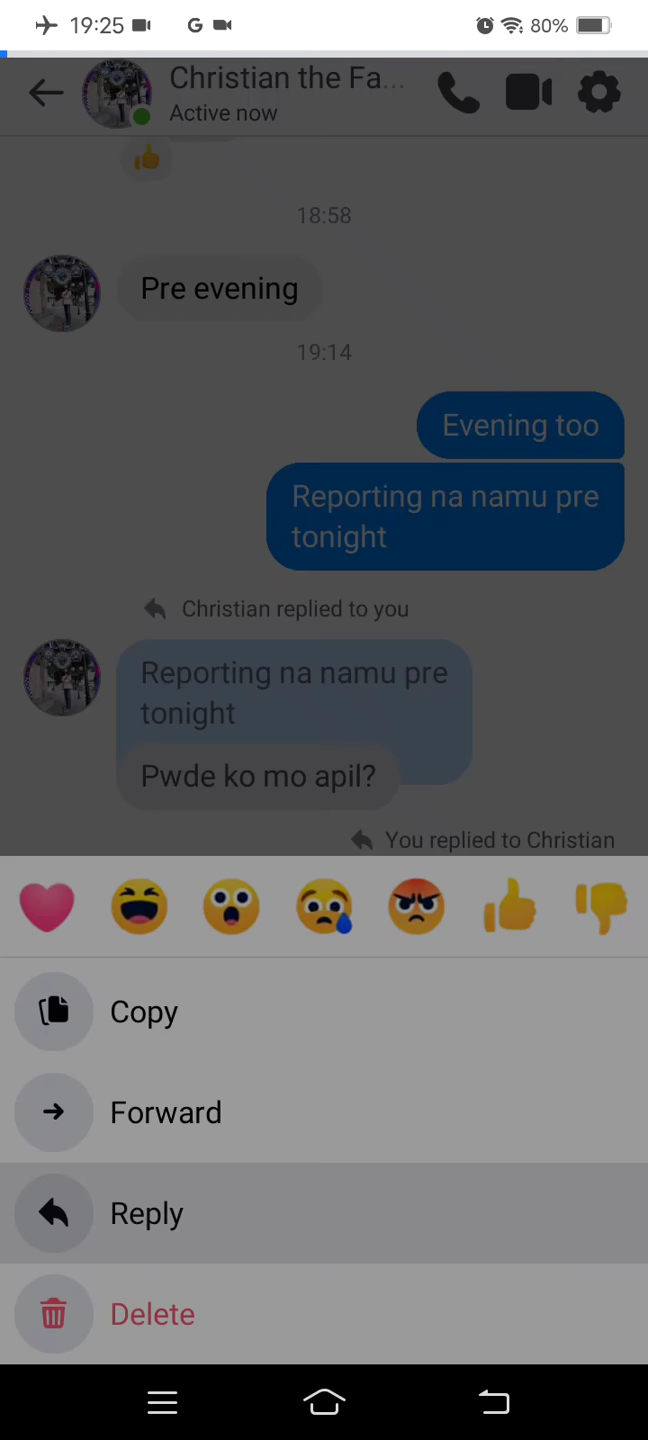 19:25
G
80%
Christian the Fa...
Active now
18:58
Pre evening
19:14
Evening too
Reporting na namu pre
tonight
Christian replied to you
Reporting na namu pre
tonight
Pwde ko mo apil?
You replied to Christian
Copy
Forward
Reply
Delete